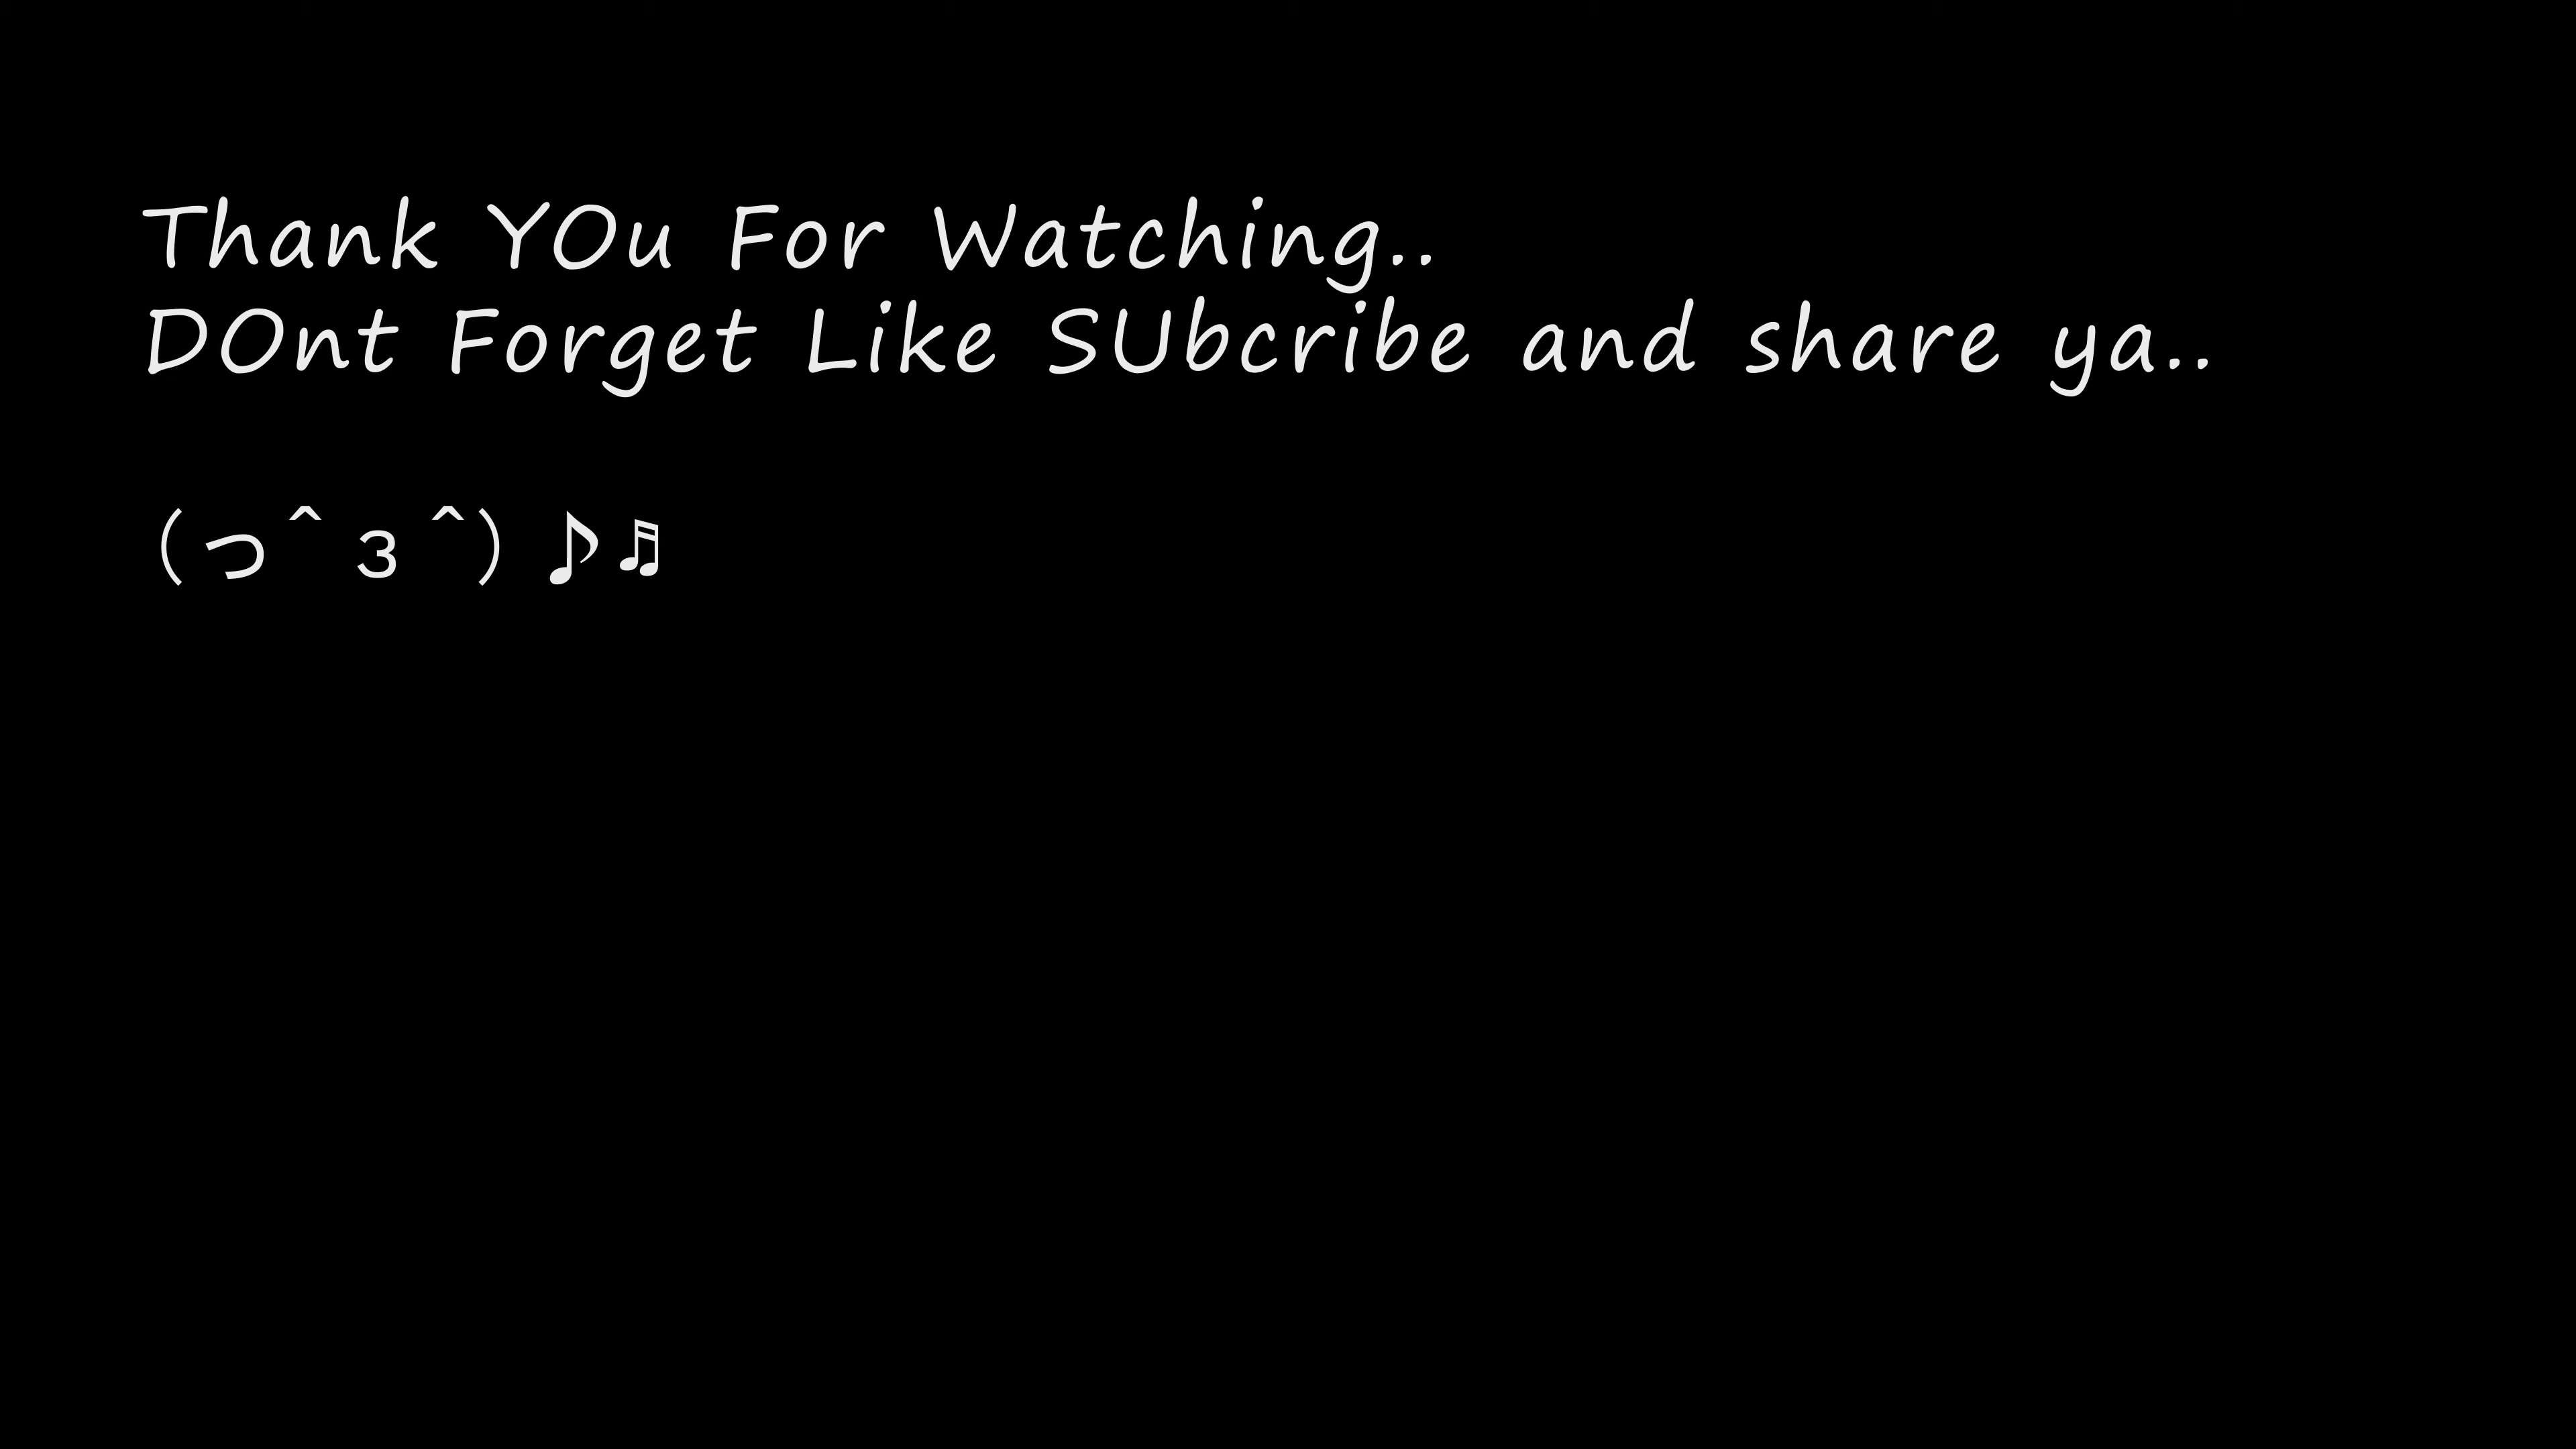 Thank YOu For Watching..
DOnt Forget Like SUbcribe and share ya..
(っ＾з＾)♪♬